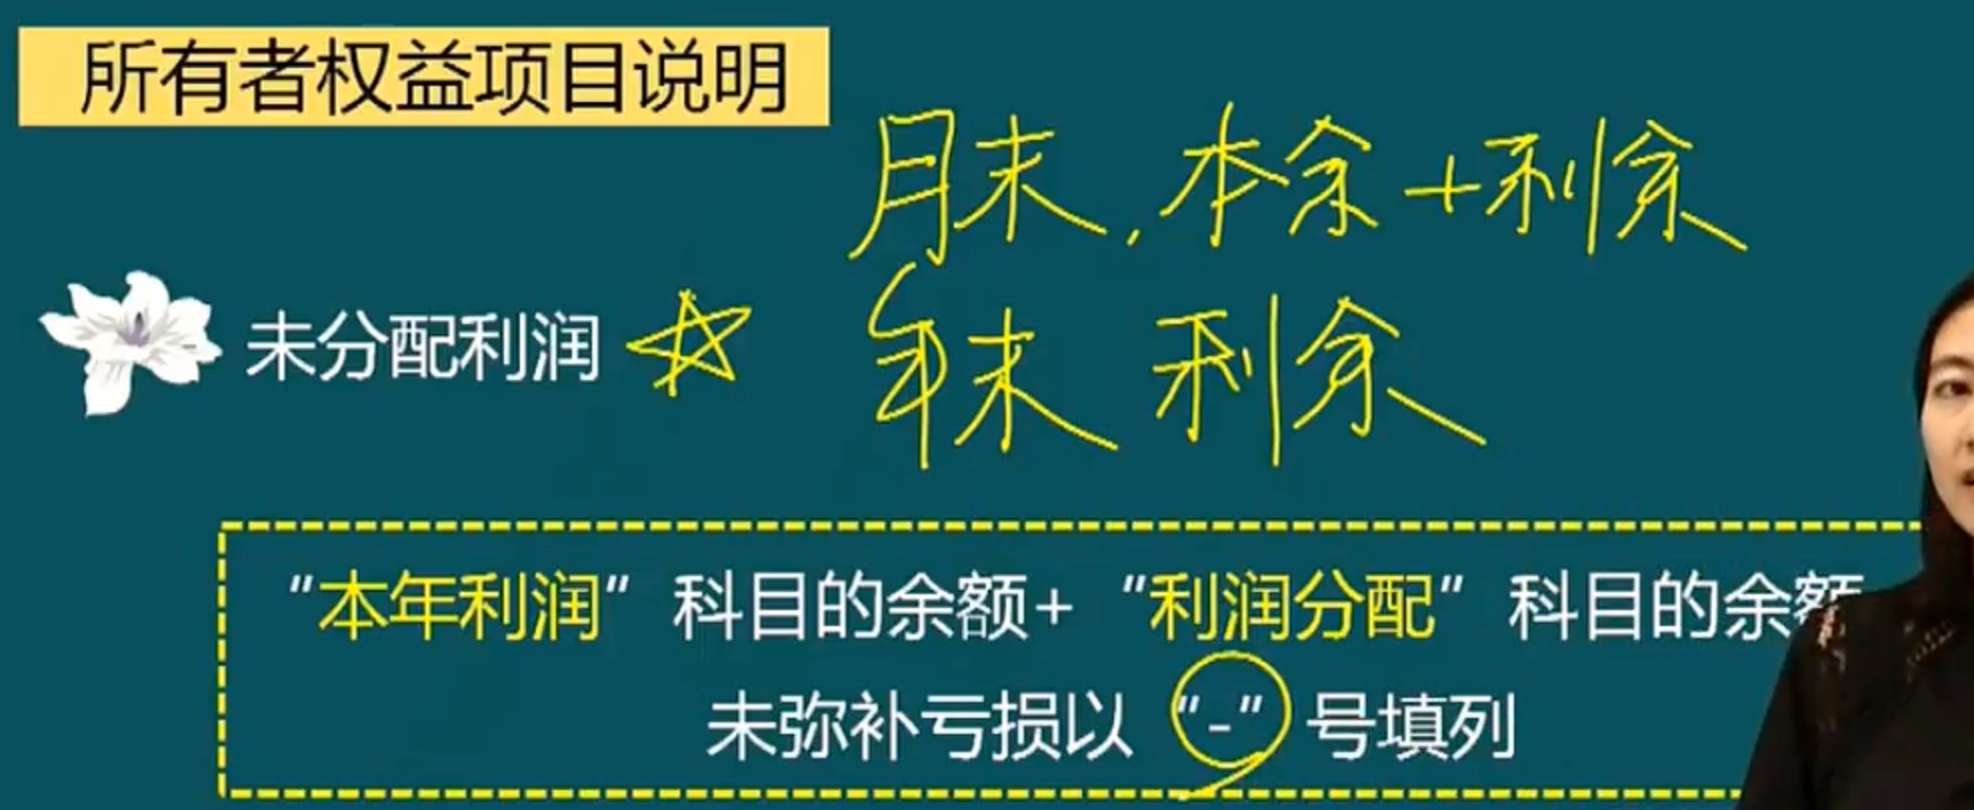 所有者权益项目说明
月末,本余+利余
未分配利润
年末 利余
“本年利润”科目的余额+“利润分配”科目的余额
未弥补亏损以“-”号填列